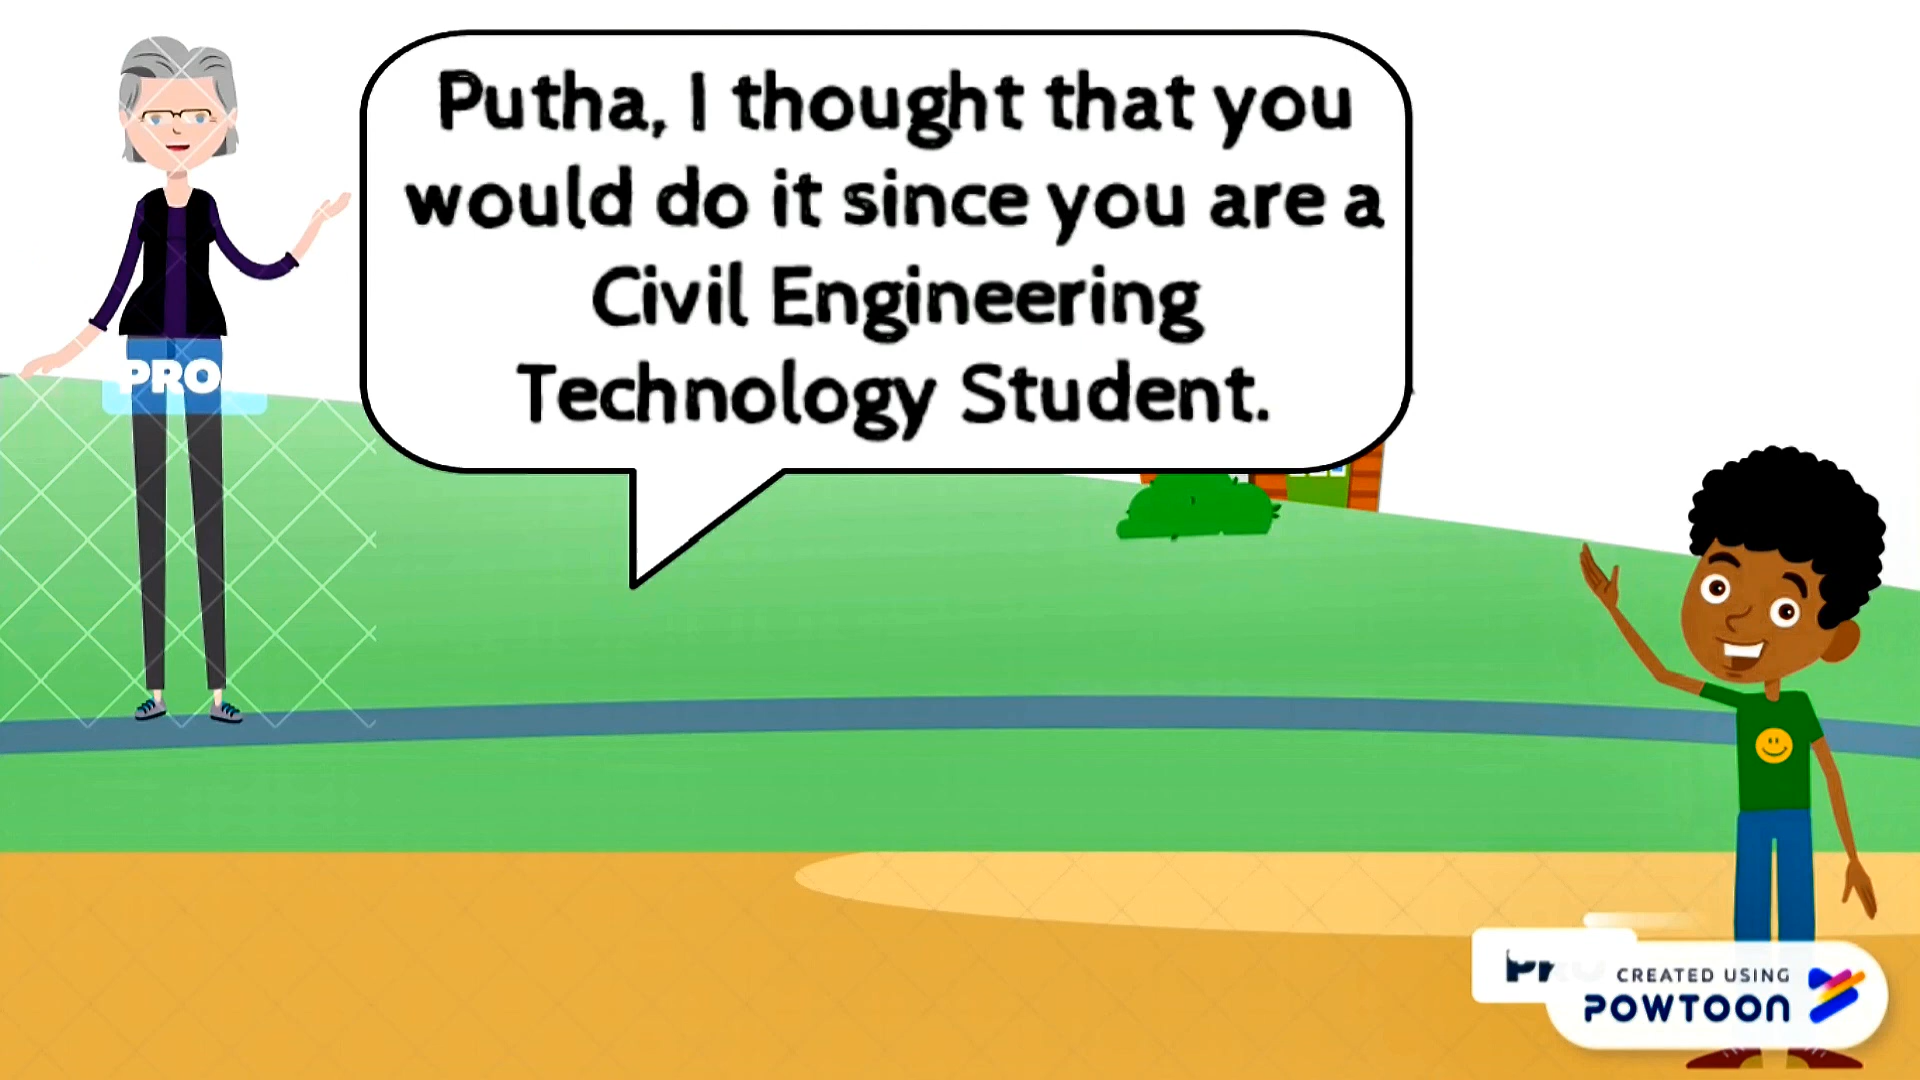 Putha, I thought that you
would do it since you are a
Civil Engineering
Technology Student.
PRO
CREATED USING
POWTOON